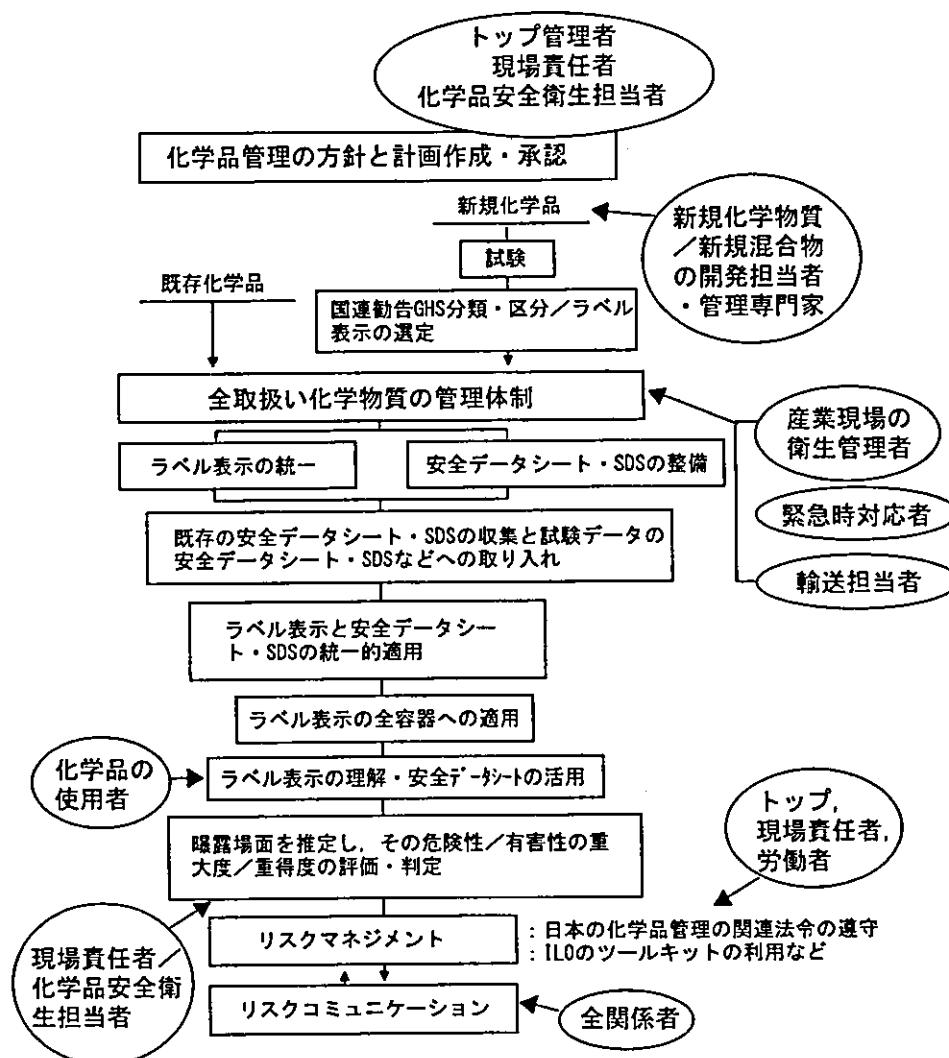 トップ管理者
現場責任者
化学品安全衛生担当者
化学品管理の方針と計画作成・承認
新規化学品
新規化学物質
／新規混合物
の開発担当者
・管理専門家
試験
既存化学品
国連勧告GHS分類・区分／ラベル
表示の選定
全取扱い化学物質の管理体制
産業現場の
衛生管理者
ラベル表示の統一
安全データシート・SDSの整備
緊急時対応者
既存の安全データシート・SDSの収集と試験データの
安全データシート・SDSなどへの取り入れ
輸送担当者
ラベル表示と安全データシー
ト・SDSの統一的適用
ラベル表示の全容器への適用
化学品の
使用者
ラベル表示の理解・安全ﾃﾞｰﾀｼｰﾄの活用
トップ,
現場責任者,
労働者
曝露場面を推定し，その危険性／有害性の重
大度／重得度の評価・判定
リスクマネジメント
：日本の化学品管理の関連法令の遵守
：ILOのツールキットの利用など
現場責任者／
化学品安全衛
生担当者
リスクコミュニケーション
全関係者